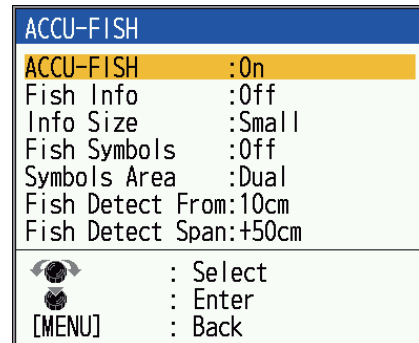 ACCU-FISH
ACCU-FISH :On
Fish Info :Off
Info Size :Small
Fish Symbols :Off
Symbols Area :Dual
Fish Detect From:10cm
Fish Detect Span:+50cm
: Select
: Enter
[MENU] : Back